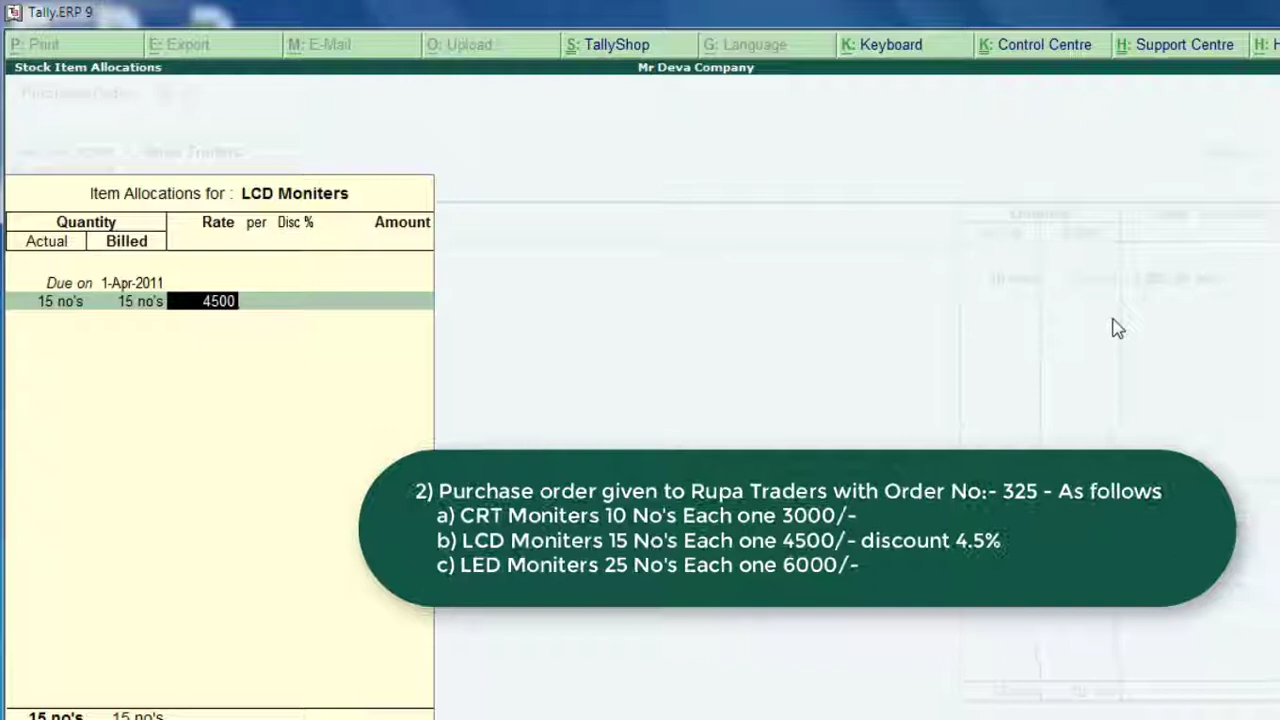 Tally.ERP 9
P: Print E: Export M: E-Mail O: Upload S: TallyShop G: Language K: Keyboard K: Control Centre H: Support Centre H: H
Stock Item Allocations Mr Deva Company
Item Allocations for : LCD Moniters
Quantity Rate per Disc % Amount
Actual Billed
Due on 1-Apr-2011
15 no's 15 no's 4500
2) Purchase order given to Rupa Traders with Order No:- 325 - As follows
a) CRT Moniters 10 No's Each one 3000/-
b) LCD Moniters 15 No's Each one 4500/- discount 4.5%
c) LED Moniters 25 No's Each one 6000/-
15 no's 15 no's